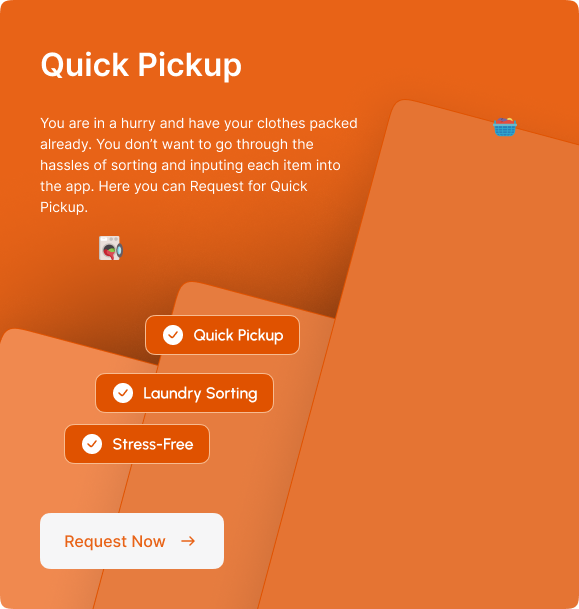 Quick Pickup
You are in a hurry and have your clothes packed
already. You don't want to go through the
hassles of sorting and inputing each item into
the app. Here you can Request for Quick
Pickup.
Quick Pickup
Laundry Sorting
Stress-Free
Request Now